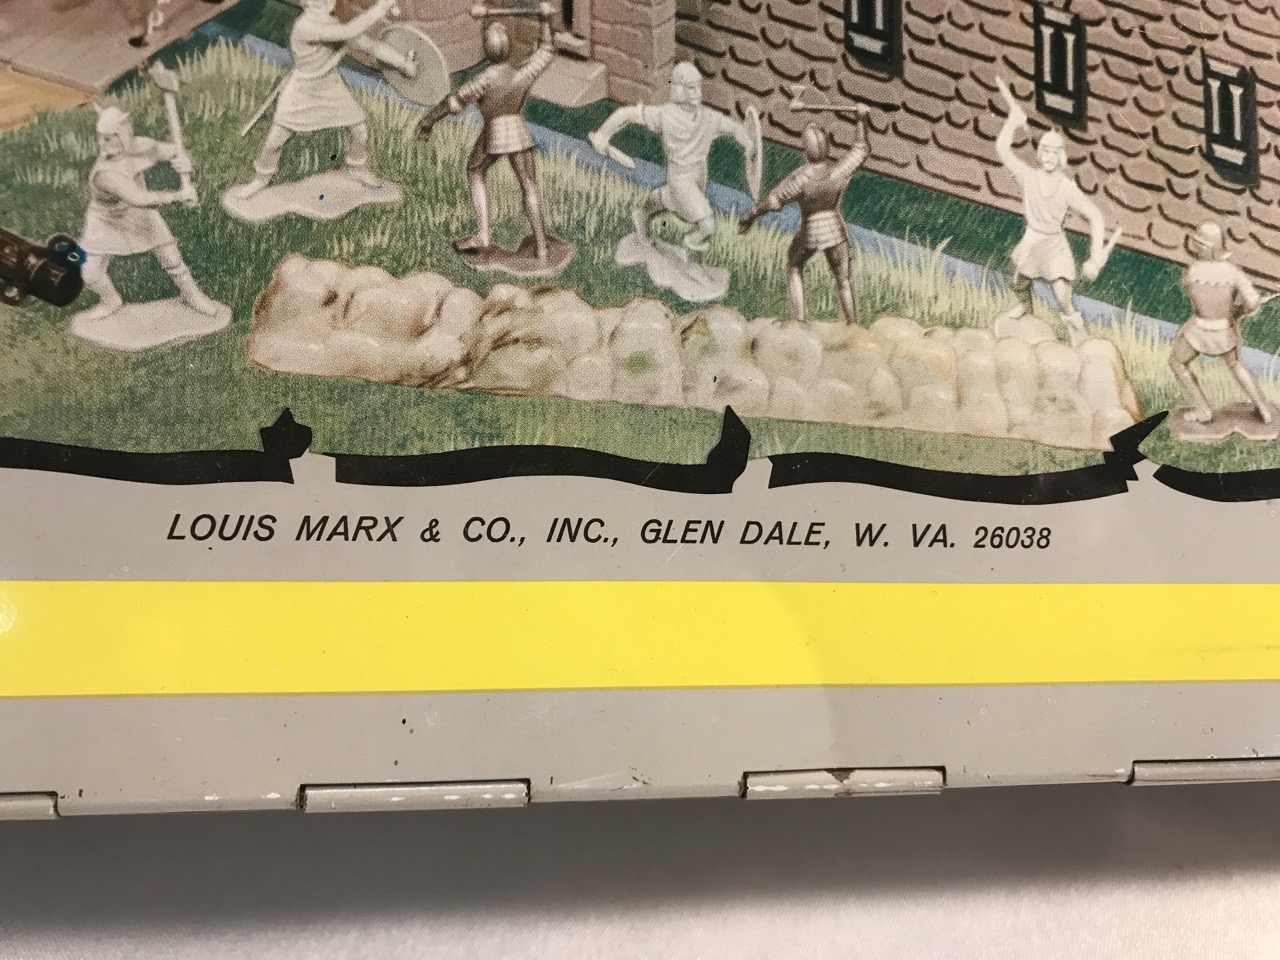 LOUIS MARX & CO., INC., GLEN DALE, W. VA. 26038